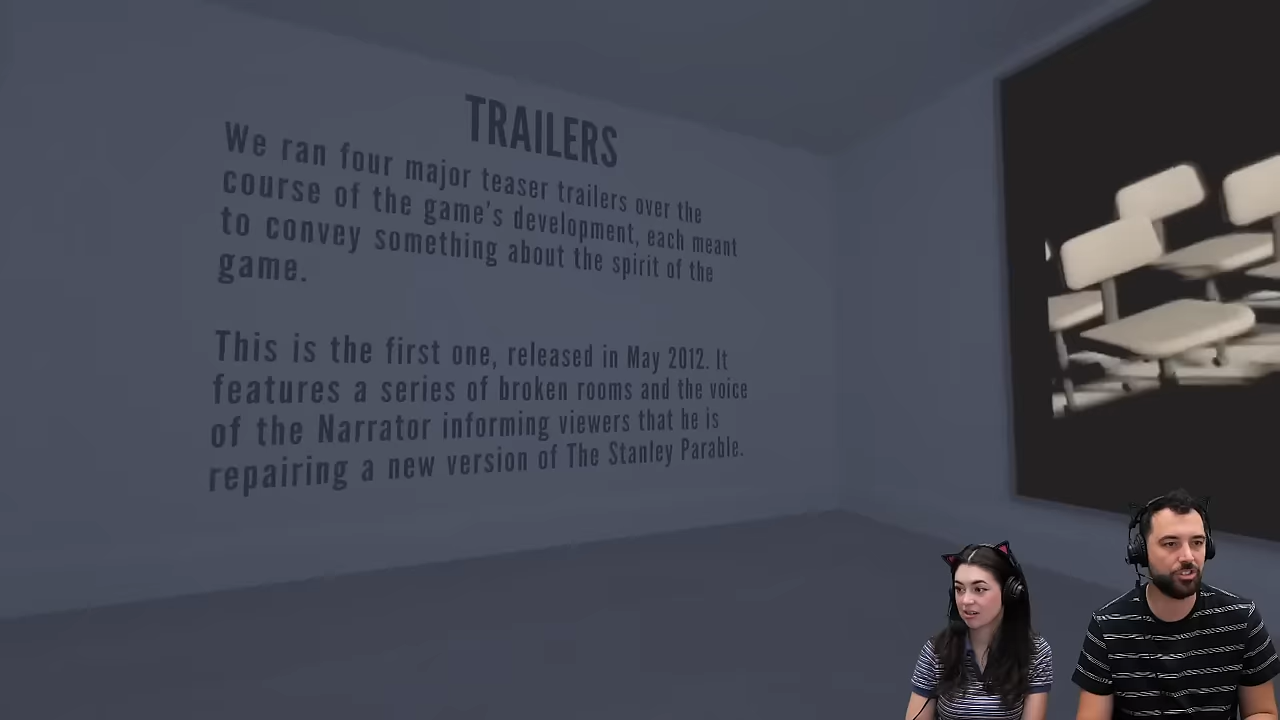 TRAILERS
We ran four major teaser trailers over the
course of the game's development, each meant
to convey something about the spirit of the
game.
This is the first one, released in May 2012. It
features a series of broken rooms and the voice
of the Narrator informing viewers that he is
repairing a new version of The Stanley Parable.